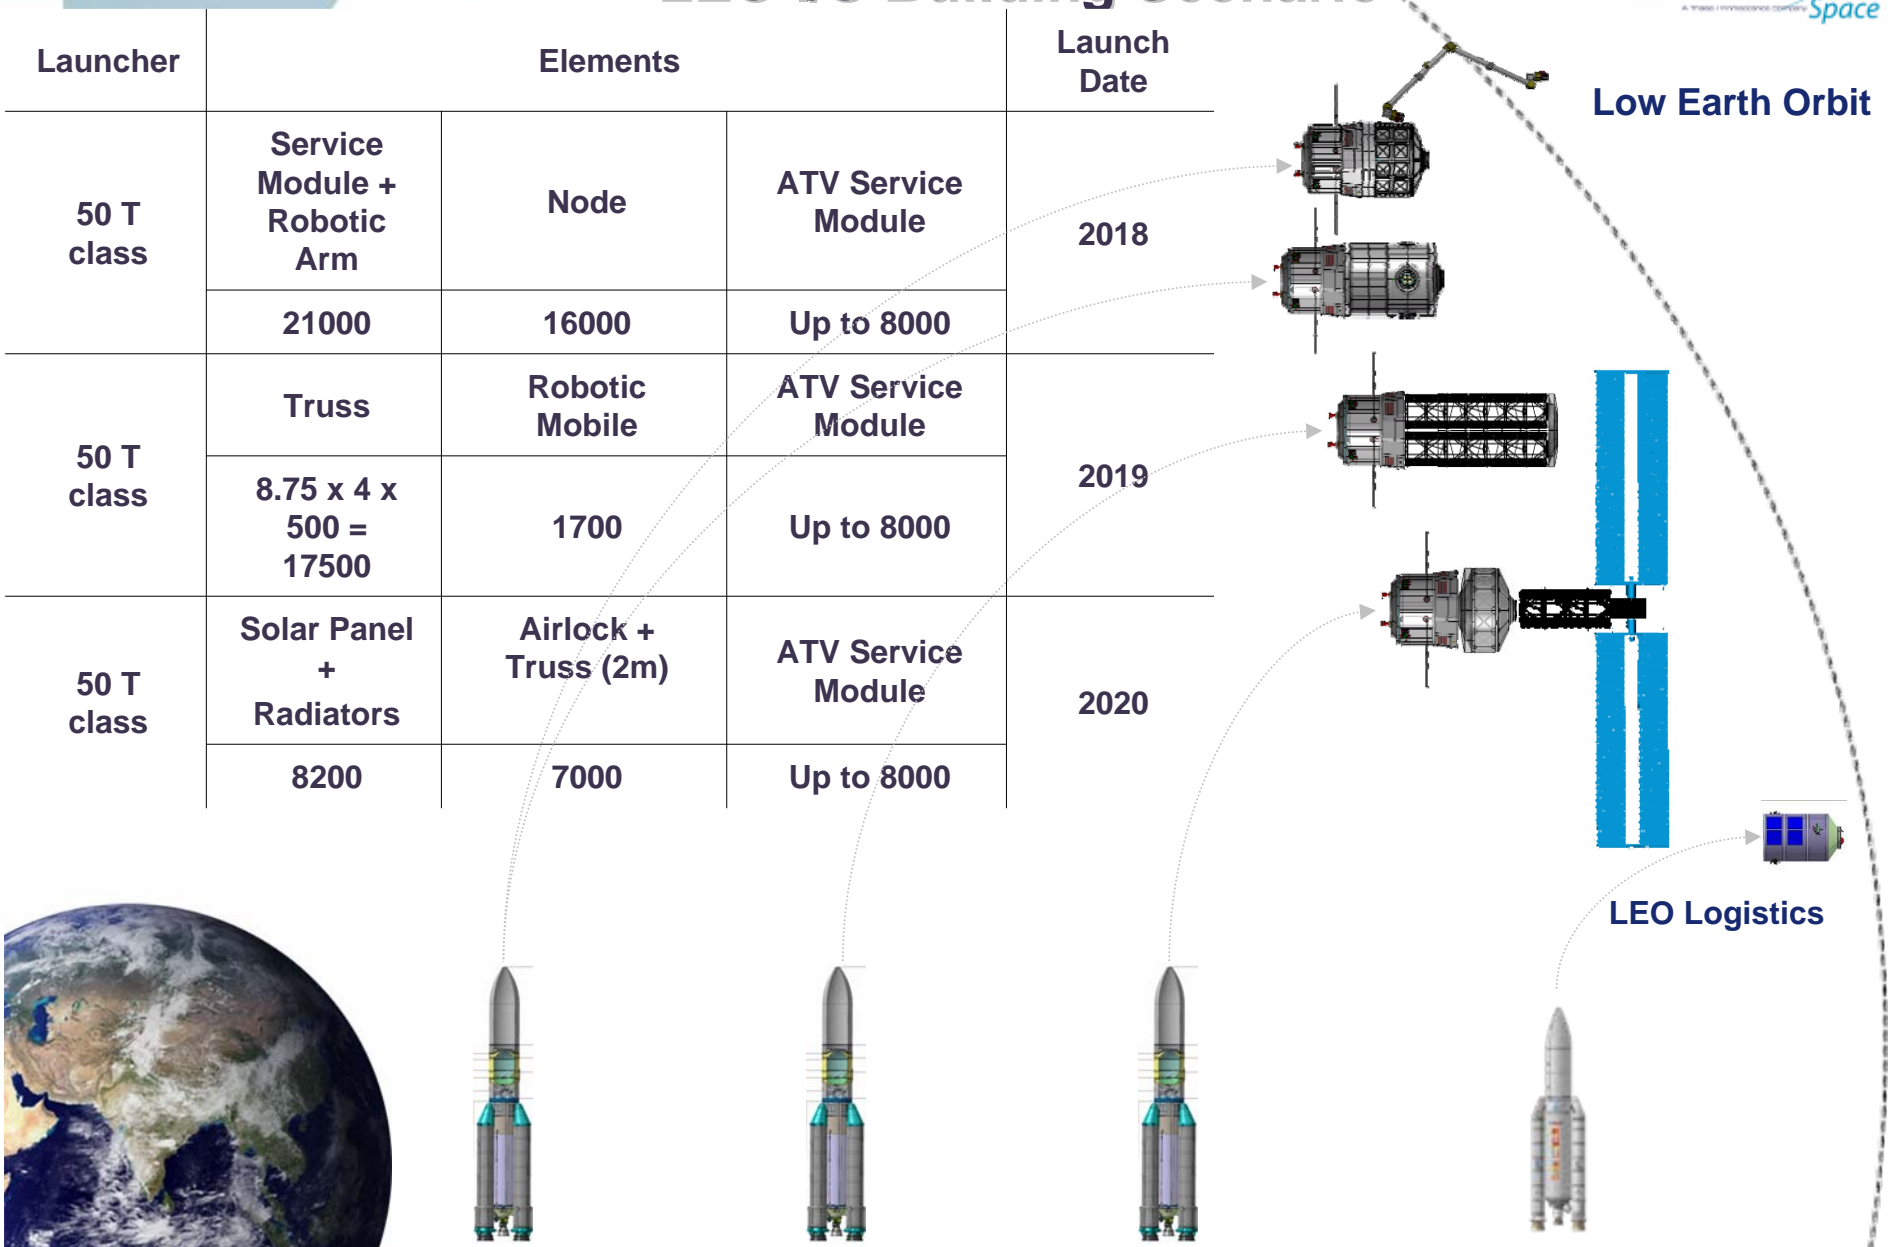 Building Scenario
Space
Launcher
Elements
Launch
Date
Low Earth Orbit
50 T
class
Service
Module +
Robotic
Arm
Node
ATV Service
Module
2018
21000
16000
Up to 8000
50 T
class
Truss
Robotic
Mobile
ATV Service
Module
2019
8.75 x 4 x
500 =
17500
1700
Up to 8000
50 T
class
Solar Panel
+
Radiators
Airlock +
Truss (2m)
ATV Service
Module
2020
8200
7000
Up to 8000
LEO Logistics